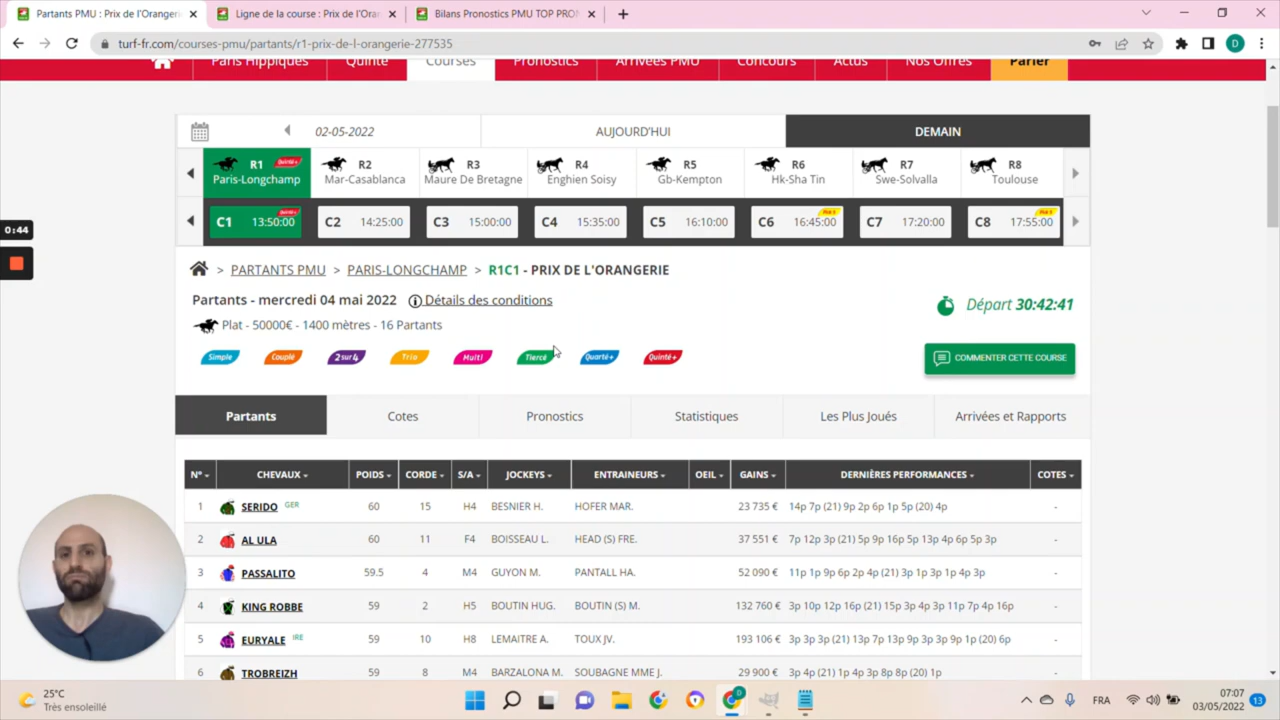 Partants PMU : Prix de l'Orangerie
Ligne de la course : Prix de l'Ora
Bilans Pronostics PMU TOP PRO
turf-fr.com/courses-pmu/partants/r1-prix-de-l-orangerie-277535
D
Paris Hippiques
Quinté
Courses
Pronostics
Arrivées PMU
Concours
Actus
Nos Offres
Parier
02-05-2022
AUJOURD'HUI
DEMAIN
R1 Quinté+
Paris-Longchamp
R2
Mar-Casablanca
R3
Maure De Bretagne
R4
Enghien Soisy
R5
Gb-Kempton
R6
Hk-Sha Tin
R7
Swe-Solvalla
R8
Toulouse
C1 13:50:00 Quinté+
C2 14:25:00
C3 15:00:00
C4 15:35:00
C5 16:10:00
C6 16:45:00
C7 17:20:00
C8 17:55:00
0:44
> PARTANTS PMU > PARIS-LONGCHAMP > R1C1 - PRIX DE L'ORANGERIE
Partants - mercredi 04 mai 2022 Détails des conditions
Départ 30:42:41
Plat - 50000€ - 1400 mètres - 16 Partants
Simple Couplé 2 sur 4 Trio Multi Tiercé Quarté+ Quinté+
COMMENTER CETTE COURSE
Partants Cotes Pronostics Statistiques Les Plus Joués Arrivées et Rapports
N° CHEVAUX POIDS CORDE S/A JOCKEYS ENTRAINEURS OEIL GAINS DERNIÈRES PERFORMANCES COTES
1 SERIDO GER 60 15 H4 BESNIER H. HOFER MAR. 23 735 € 14p 7p (21) 9p 2p 6p 1p 5p (20) 4p -
2 AL ULA 60 11 F4 BOISSEAU L. HEAD (S) FRE. 37 551 € 7p 12p 3p (21) 5p 9p 16p 5p 13p 4p 6p 5p 3p -
3 PASSALITO 59.5 4 M4 GUYON M. PANTALL HA. 52 090 € 11p 1p 9p 6p 2p 4p (21) 3p 1p 3p 1p 4p 3p -
4 KING ROBBE 59 2 H5 BOUTIN HUG. BOUTIN (S) M. 132 760 € 3p 10p 12p 16p (21) 15p 3p 4p 3p 11p 7p 4p 16p -
5 EURYALE IRE 59 10 H8 LEMAITRE A. TOUX JV. 193 106 € 3p 3p 3p (21) 13p 7p 13p 9p 3p 3p 9p 1p (20) 6p -
6 TROBREIZH 59 8 M4 BARZALONA M. SOUBAGNE MME J. 29 900 € 3p 4p (21) 1p 4p 3p 8p 8p (20) 1p -
25°C
Très ensoleillé
FRA
07:07
03/05/2022
13